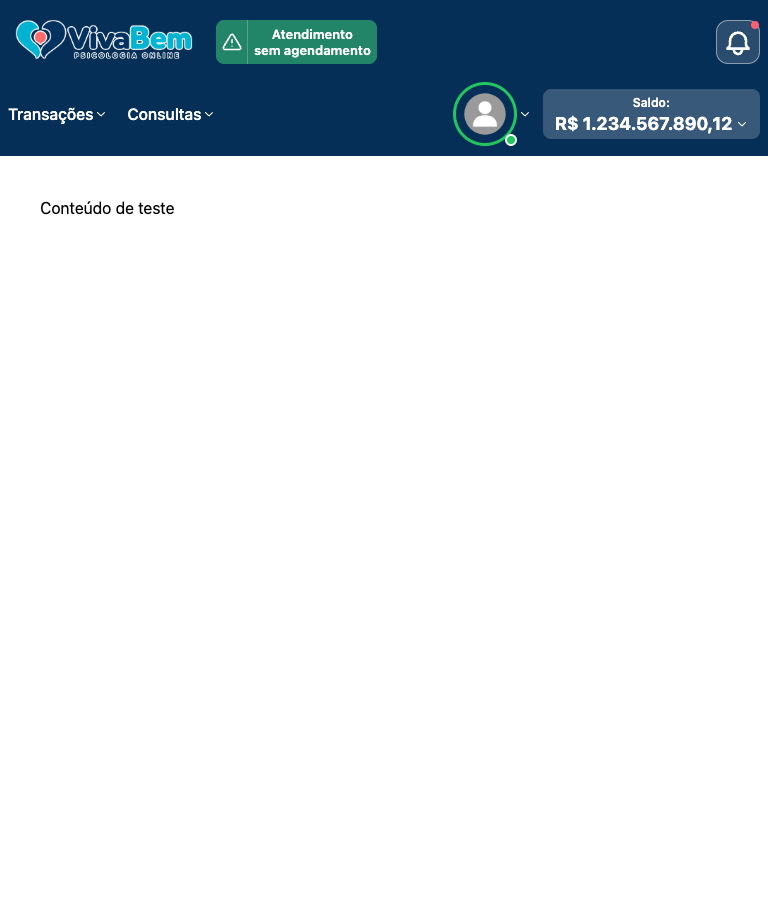 VivaBem
PSICOLOGIA ONLINE
Atendimento
sem agendamento
Transações
Consultas
Saldo:
R$ 1.234.567.890,12
Conteúdo de teste